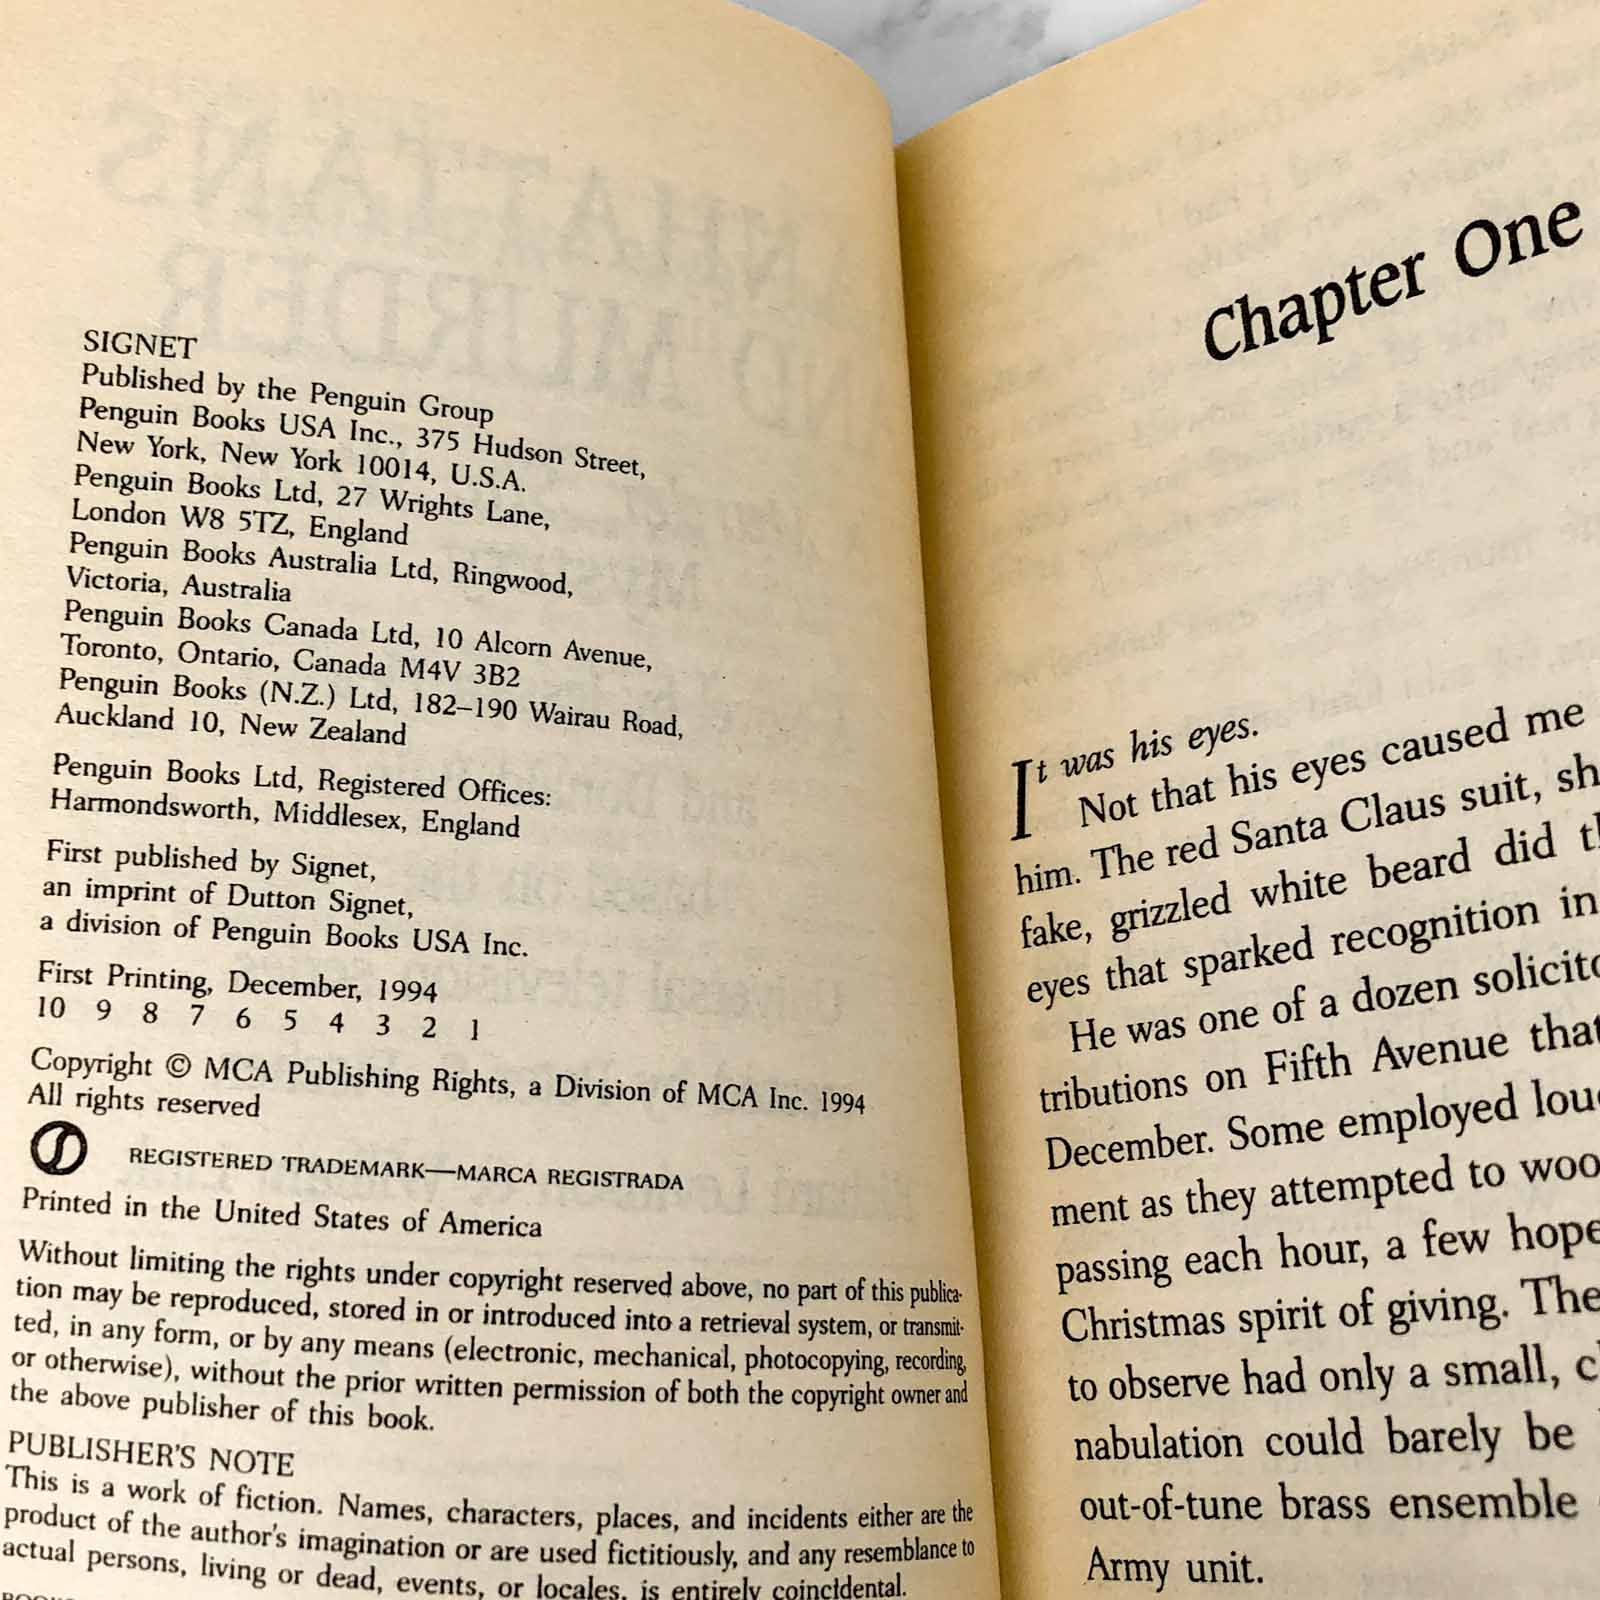 SIGNET
Published by the Penguin Group
Penguin Books USA Inc., 375 Hudson Street,
New York, New York 10014, U.S.A.
Penguin Books Ltd, 27 Wrights Lane,
London W8 5TZ, England
Penguin Books Australia Ltd, Ringwood,
Victoria, Australia
Penguin Books Canada Ltd, 10 Alcorn Avenue,
Toronto, Ontario, Canada M4V 3B2
Penguin Books (N.Z.) Ltd, 182–190 Wairau Road,
Auckland 10, New Zealand
Penguin Books Ltd, Registered Offices:
Harmondsworth, Middlesex, England
First published by Signet,
an imprint of Dutton Signet,
a division of Penguin Books USA Inc.
First Printing, December, 1994
10 9 8 7 6 5 4 3 2 1
Copyright © MCA Publishing Rights, a Division of MCA Inc. 1994
All rights reserved
REGISTERED TRADEMARK—MARCA REGISTRADA
Printed in the United States of America
Without limiting the rights under copyright reserved above, no part of this publica-
tion may be reproduced, stored in or introduced into a retrieval system, or transmit-
ted, in any form, or by any means (electronic, mechanical, photocopying, recording,
or otherwise), without the prior written permission of both the copyright owner and
the above publisher of this book.
PUBLISHER'S NOTE
This is a work of fiction. Names, characters, places, and incidents either are the
product of the author's imagination or are used fictitiously, and any resemblance to
actual persons, living or dead, events, or locales, is entirely coincidental.
Chapter One
It was his eyes.
Not that his eyes caused me
him. The red Santa Claus suit, sh
fake, grizzled white beard did th
eyes that sparked recognition in
He was one of a dozen solicito
tributions on Fifth Avenue that
December. Some employed lou
ment as they attempted to woo
passing each hour, a few hope
Christmas spirit of giving. The
to observe had only a small, c
nabulation could barely be
out-of-tune brass ensemble
Army unit.